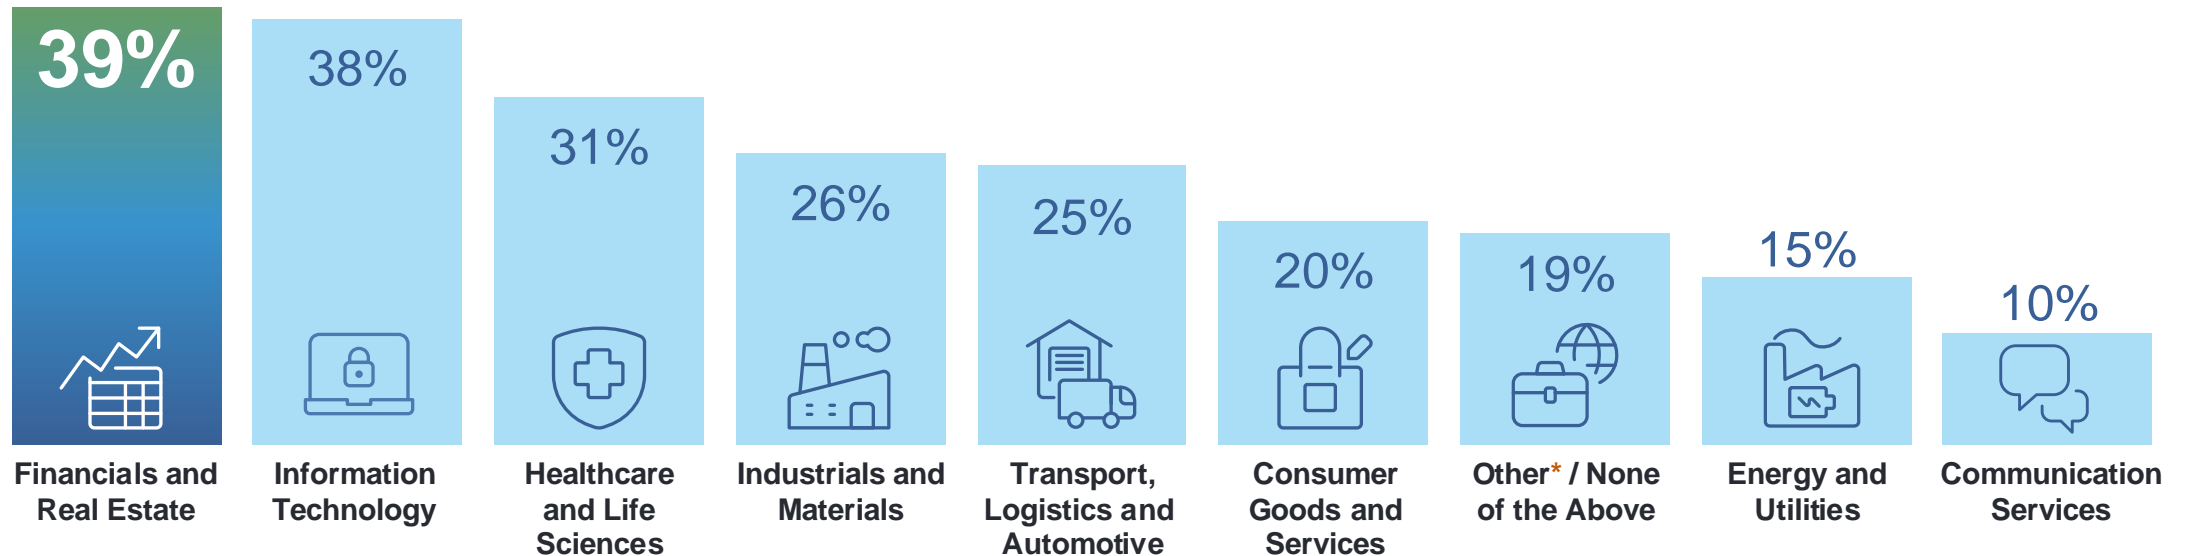 39%
38%
31%
26%
25%
20%
19%
15%
10%
Financials and
Real Estate
Information
Technology
Healthcare
and Life
Sciences
Industrials and
Materials
Transport,
Logistics and
Automotive
Consumer
Goods and
Services
Other* / None
of the Above
Energy and
Utilities
Communication
Services